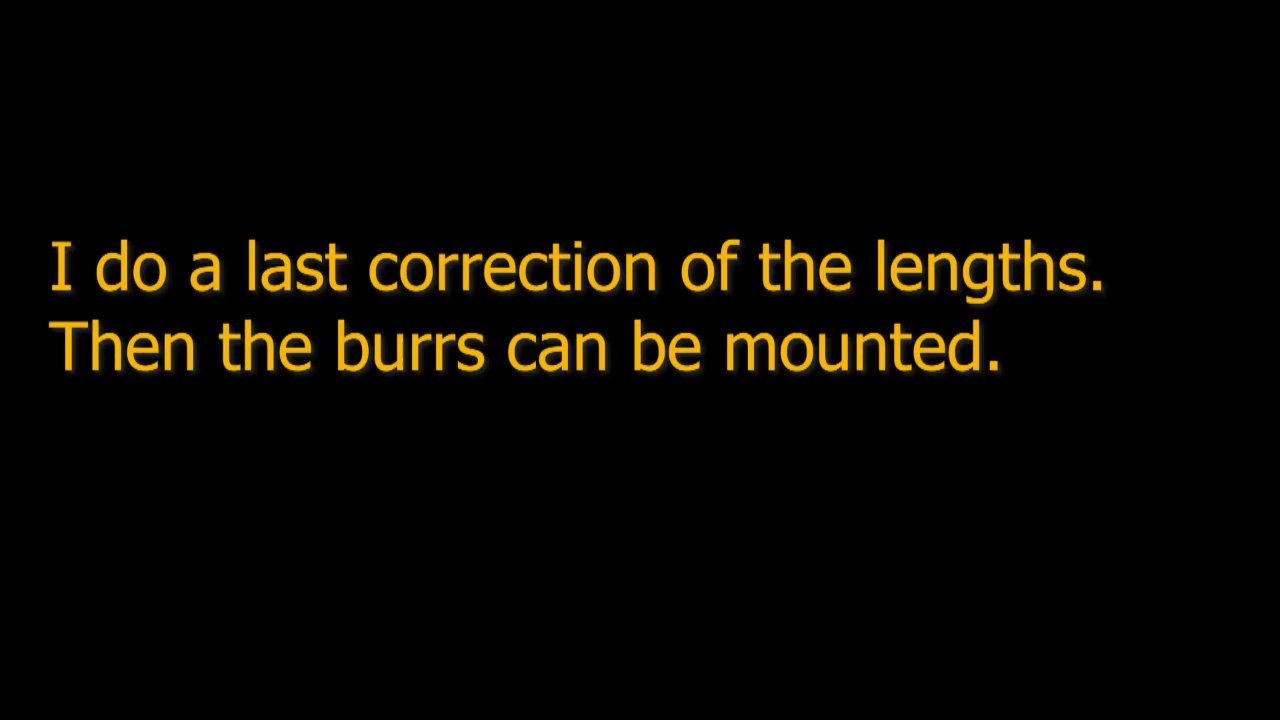 I do a last correction of the lengths.
Then the burrs can be mounted.